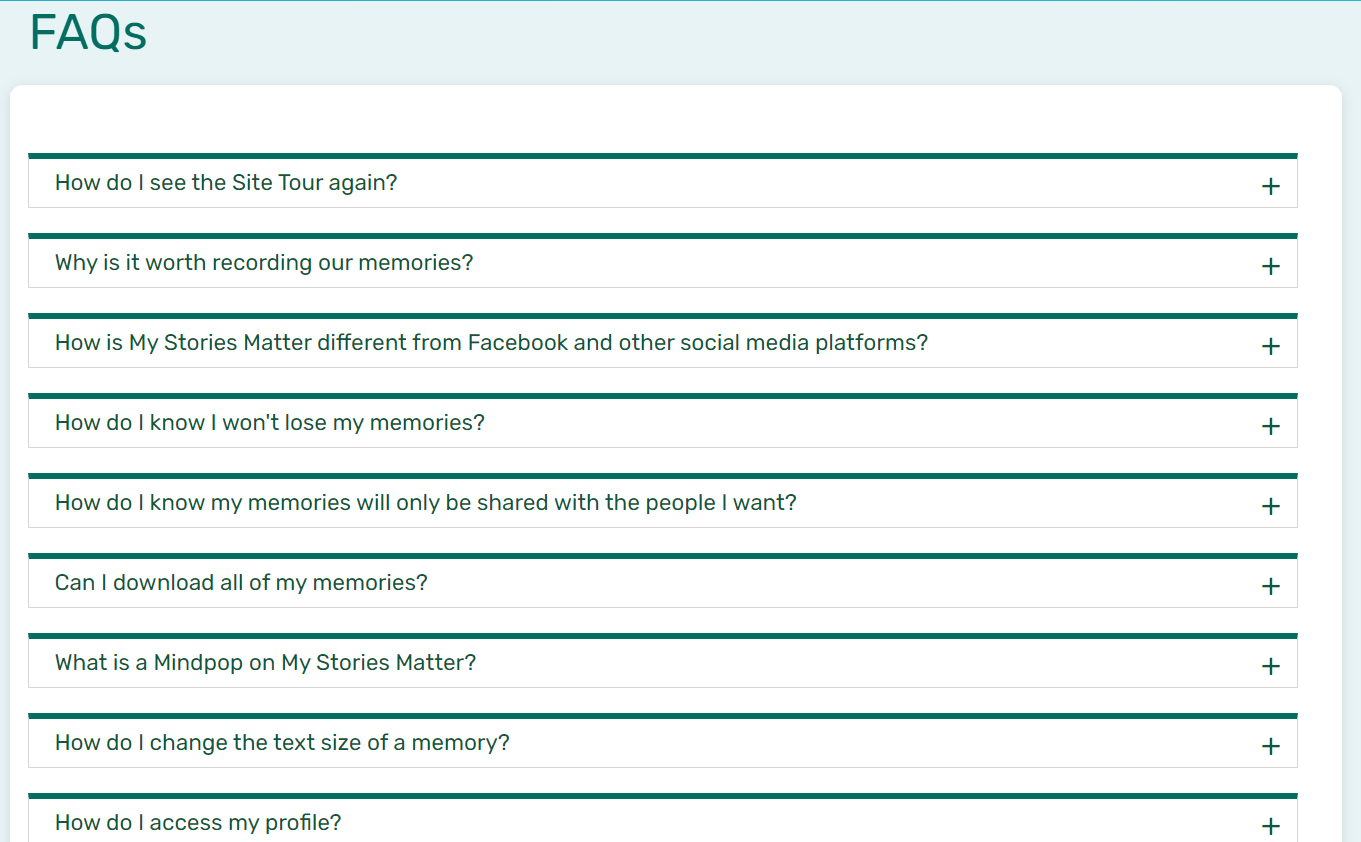 FAQs
How do I see the Site Tour again?
Why is it worth recording our memories?
How is My Stories Matter different from Facebook and other social media platforms?
How do I know I won't lose my memories?
How do I know my memories will only be shared with the people I want?
Can I download all of my memories?
What is a Mindpop on My Stories Matter?
How do I change the text size of a memory?
How do I access my profile?